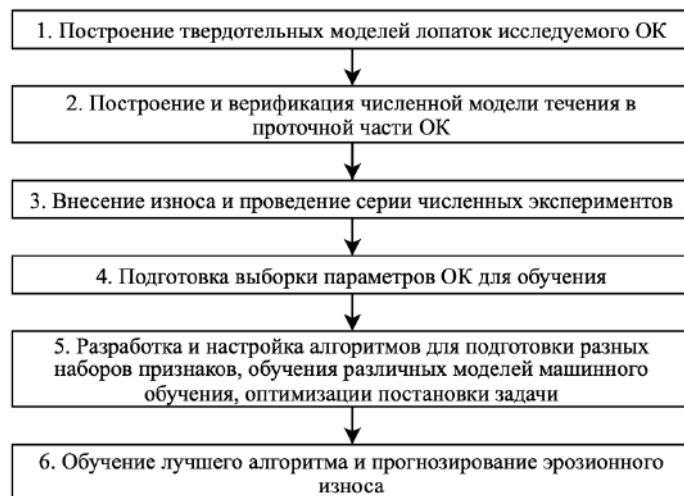 1. Построение твердотельных моделей лопаток исследуемого ОК
2. Построение и верификация численной модели течения в
проточной части ОК
3. Внесение износа и проведение серии численных экспериментов
4. Подготовка выборки параметров ОК для обучения
5. Разработка и настройка алгоритмов для подготовки разных
наборов признаков, обучения различных моделей машинного
обучения, оптимизации постановки задачи
6. Обучение лучшего алгоритма и прогнозирование эрозионного
износа